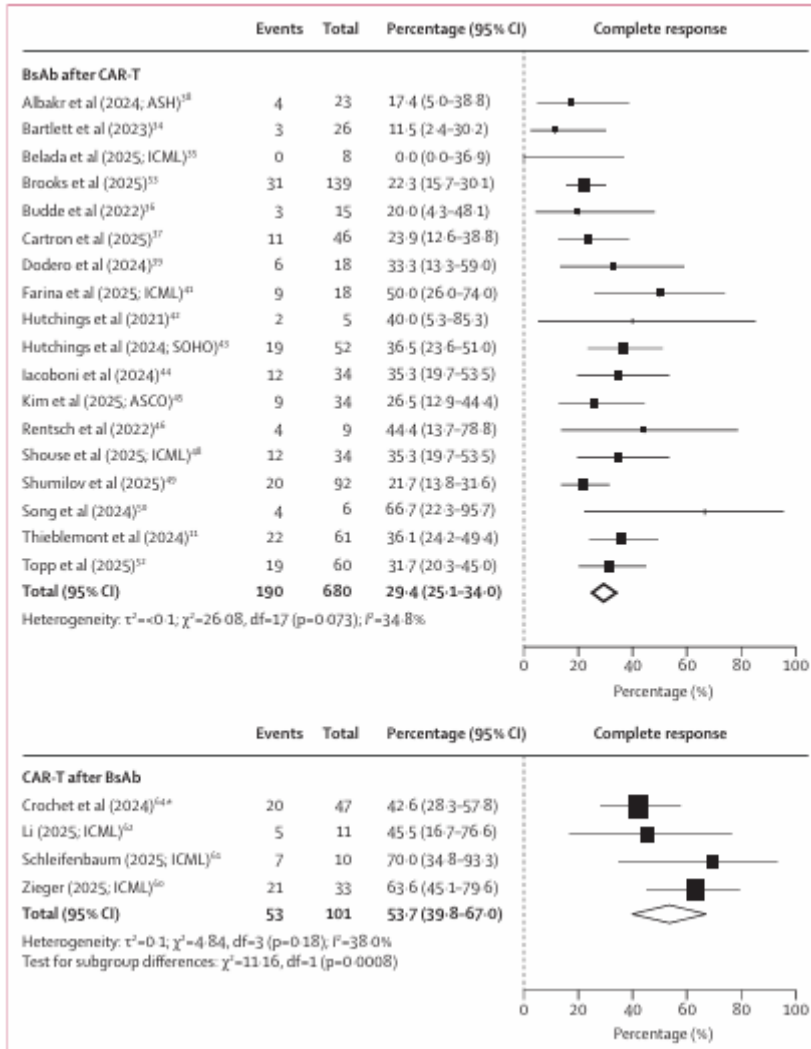 Events Total Percentage (95% CI) Complete response
BsAb after CAR-T
Albakr et al (2024; ASH)³⁸ 4 23 17·4 (5·0–38·8)
Bartlett et al (2023)³⁴ 3 26 11·5 (2·4–30·2)
Belada et al (2025; ICML)³⁵ 0 8 0·0 (0·0–36·9)
Brooks et al (2025)⁵³ 31 139 22·3 (15·7–30·1)
Budde et al (2022)³⁶ 3 15 20·0 (4·3–48·1)
Cartron et al (2025)³⁷ 11 46 23·9 (12·6–38·8)
Dodero et al (2024)³⁹ 6 18 33·3 (13·3–59·0)
Farina et al (2025; ICML)⁴¹ 9 18 50·0 (26·0–74·0)
Hutchings et al (2021)⁴² 2 5 40·0 (5·3–85·3)
Hutchings et al (2024; SOHO)⁴³ 19 52 36·5 (23·6–51·0)
Iacoboni et al (2024)⁴⁴ 12 34 35·3 (19·7–53·5)
Kim et al (2025; ASCO)⁴⁵ 9 34 26·5 (12·9–44·4)
Rentsch et al (2022)⁴⁶ 4 9 44·4 (13·7–78·8)
Shouse et al (2025; ICML)⁴⁸ 12 34 35·3 (19·7–53·5)
Shumilov et al (2025)⁴⁹ 20 92 21·7 (13·8–31·6)
Song et al (2024)⁵⁰ 4 6 66·7 (22·3–95·7)
Thieblemont et al (2024)¹¹ 22 61 36·1 (24·2–49·4)
Topp et al (2025)⁵² 19 60 31·7 (20·3–45·0)
Total (95% CI) 190 680 29·4 (25·1–34·0)
Heterogeneity: τ²=<0·1; χ²=26·08, df=17 (p=0·073); I²=34·8%
0 20 40 60 80 100
Percentage (%)
Events Total Percentage (95% CI) Complete response
CAR-T after BsAb
Crochet et al (2024)⁶⁴* 20 47 42·6 (28·3–57·8)
Li (2025; ICML)⁶² 5 11 45·5 (16·7–76·6)
Schleifenbaum (2025; ICML)⁶¹ 7 10 70·0 (34·8–93·3)
Zieger (2025; ICML)⁶⁰ 21 33 63·6 (45·1–79·6)
Total (95% CI) 53 101 53·7 (39·8–67·0)
Heterogeneity: τ²=0·1; χ²=4·84, df=3 (p=0·18); I²=38·0%
Test for subgroup differences: χ²=11·16, df=1 (p=0·0008)
0 20 40 60 80 100
Percentage (%)